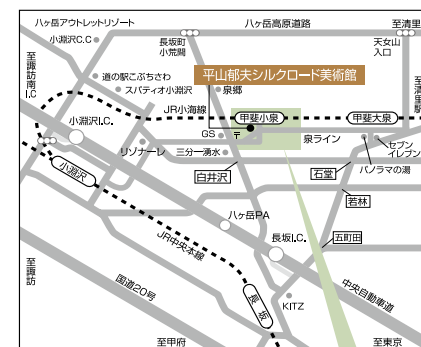 八ヶ岳アウトレットリゾート
八ヶ岳高原道路
至清里
小淵沢C.C
長坂町
小荒間
天女山
入口
至諏訪南I.C
道の駅こぶちさわ
泉郷
平山郁夫シルクロード美術館
スパティオ小淵沢
至清里駅
JR小海線
甲斐小泉
甲斐大泉
小淵沢I.C.
GS
〒
泉ライン
セブン
イレブン
リゾナーレ
三分一湧水
パノラマの湯
小淵沢
白井沢
石堂
若林
八ヶ岳PA
五町田
JR中央本線
長坂I.C.
至諏訪
国道20号
長坂
KITZ
中央自動車道
至甲府
至東京